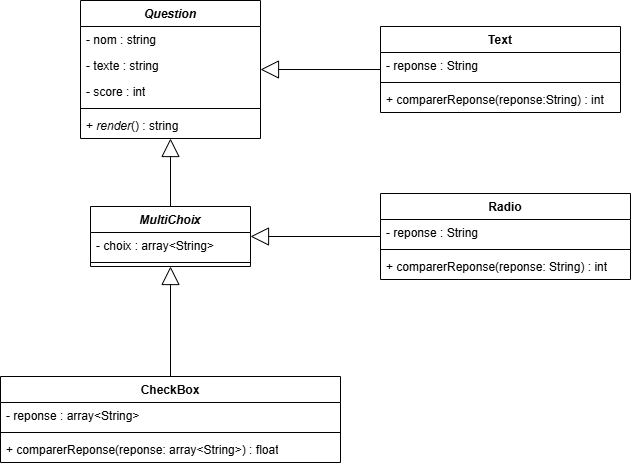 Question
- nom : string
- texte : string
- score : int
+ render() : string
Text
- reponse : String
+ comparerReponse(reponse:String) : int
MultiChoix
- choix : array<String>
Radio
- reponse : String
+ comparerReponse(reponse: String) : int
CheckBox
- reponse : array<String>
+ comparerReponse(reponse: array<String>) : float